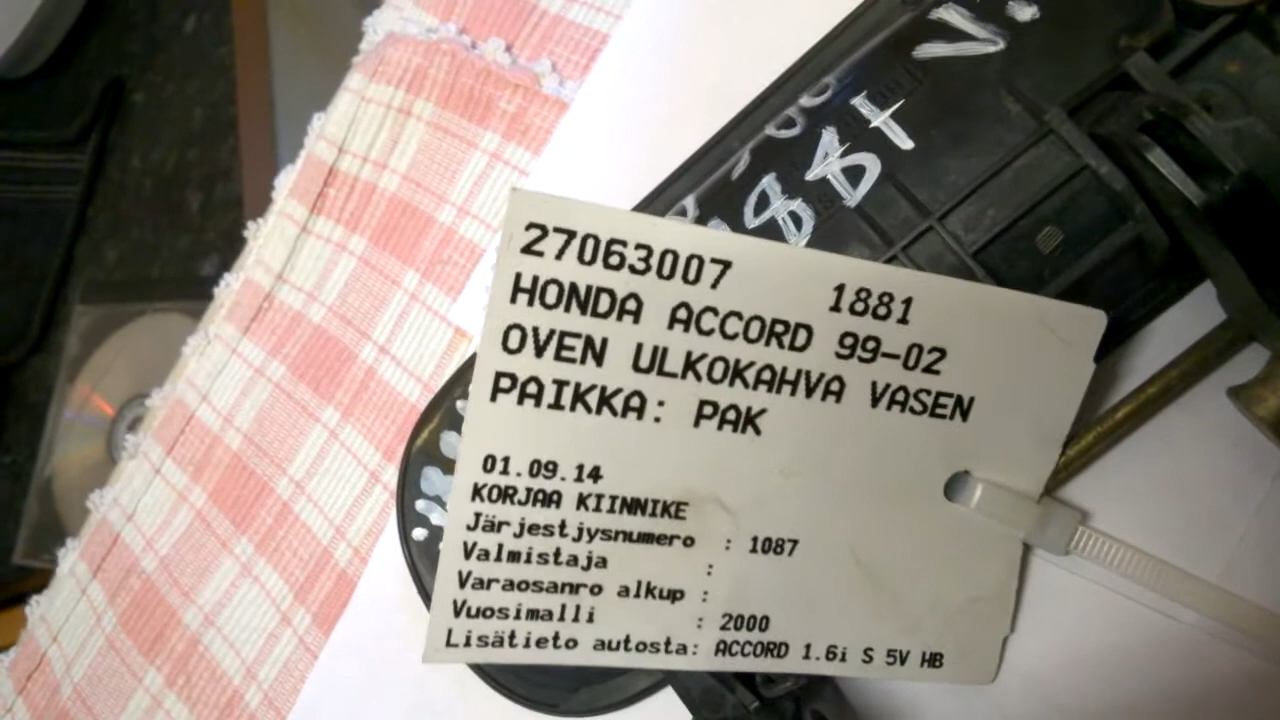 V.
27063007 1881
HONDA ACCORD 99-02
OVEN ULKOKAHVA VASEN
PAIKKA: PAK
01.09.14
KORJAA KIINNIKE
Järjestjysnumero : 1087
Valmistaja :
Varaosanro alkup :
Vuosimalli : 2000
Lisätieto autosta: ACCORD 1.6i S 5V HB